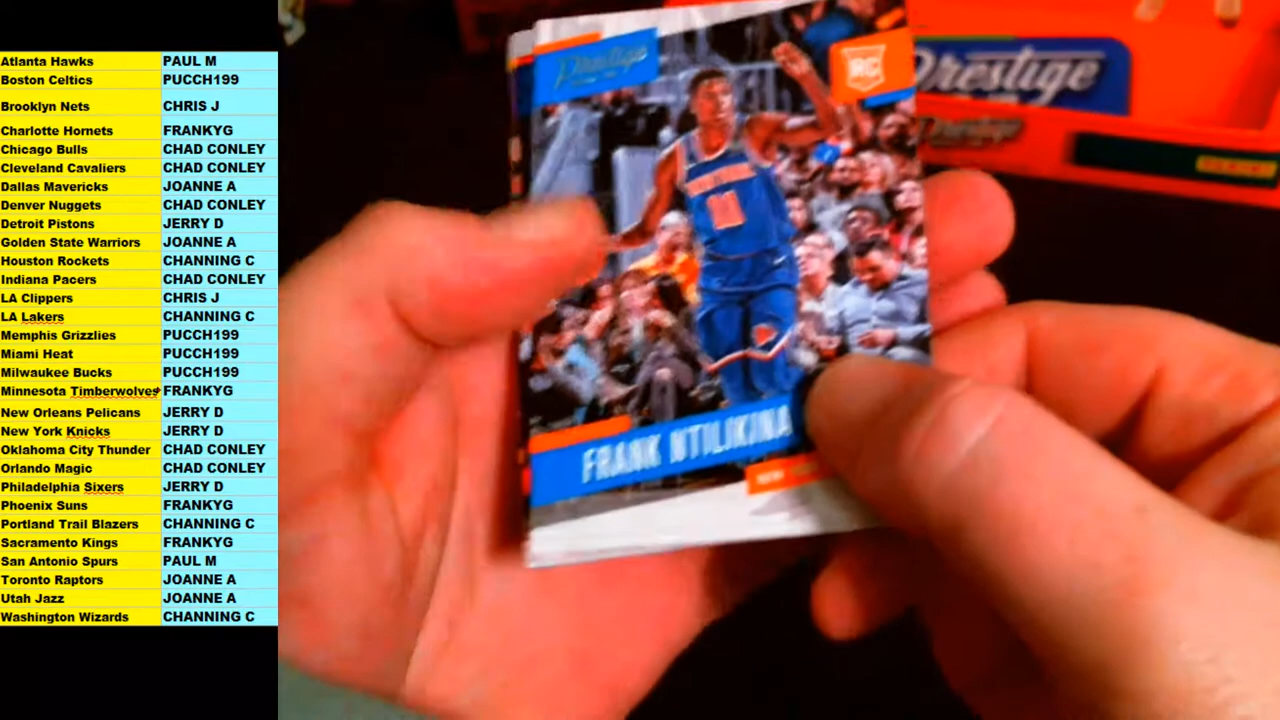 Atlanta Hawks PAUL M
Boston Celtics PUCCH199
Brooklyn Nets CHRIS J
Charlotte Hornets FRANKYG
Chicago Bulls CHAD CONLEY
Cleveland Cavaliers CHAD CONLEY
Dallas Mavericks JOANNE A
Denver Nuggets CHAD CONLEY
Detroit Pistons JERRY D
Golden State Warriors JOANNE A
Houston Rockets CHANNING C
Indiana Pacers CHAD CONLEY
LA Clippers CHRIS J
LA Lakers CHANNING C
Memphis Grizzlies PUCCH199
Miami Heat PUCCH199
Milwaukee Bucks PUCCH199
Minnesota Timberwolves FRANKYG
New Orleans Pelicans JERRY D
New York Knicks JERRY D
Oklahoma City Thunder CHAD CONLEY
Orlando Magic CHAD CONLEY
Philadelphia Sixers JERRY D
Phoenix Suns FRANKYG
Portland Trail Blazers CHANNING C
Sacramento Kings FRANKYG
San Antonio Spurs PAUL M
Toronto Raptors JOANNE A
Utah Jazz JOANNE A
Washington Wizards CHANNING C
Prestige
RC
11
FRANK NTILIKINA
NEW
Prestige
Prestige
PANINI